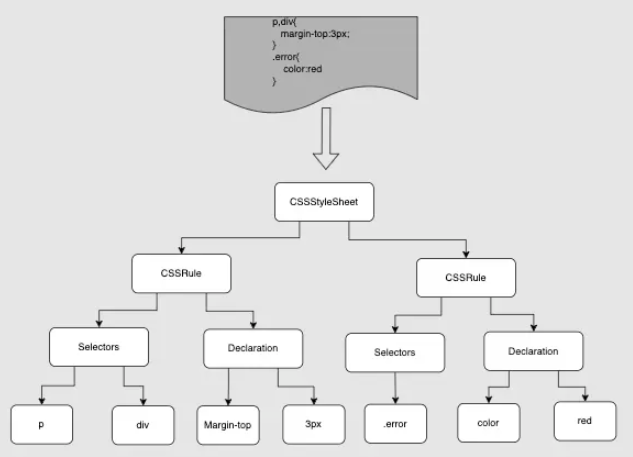 p,div{
margin-top:3px;
}
.error{
color:red
}
CSSStyleSheet
CSSRule
CSSRule
Selectors
Declaration
Selectors
Declaration
p
div
Margin-top
3px
.error
color
red